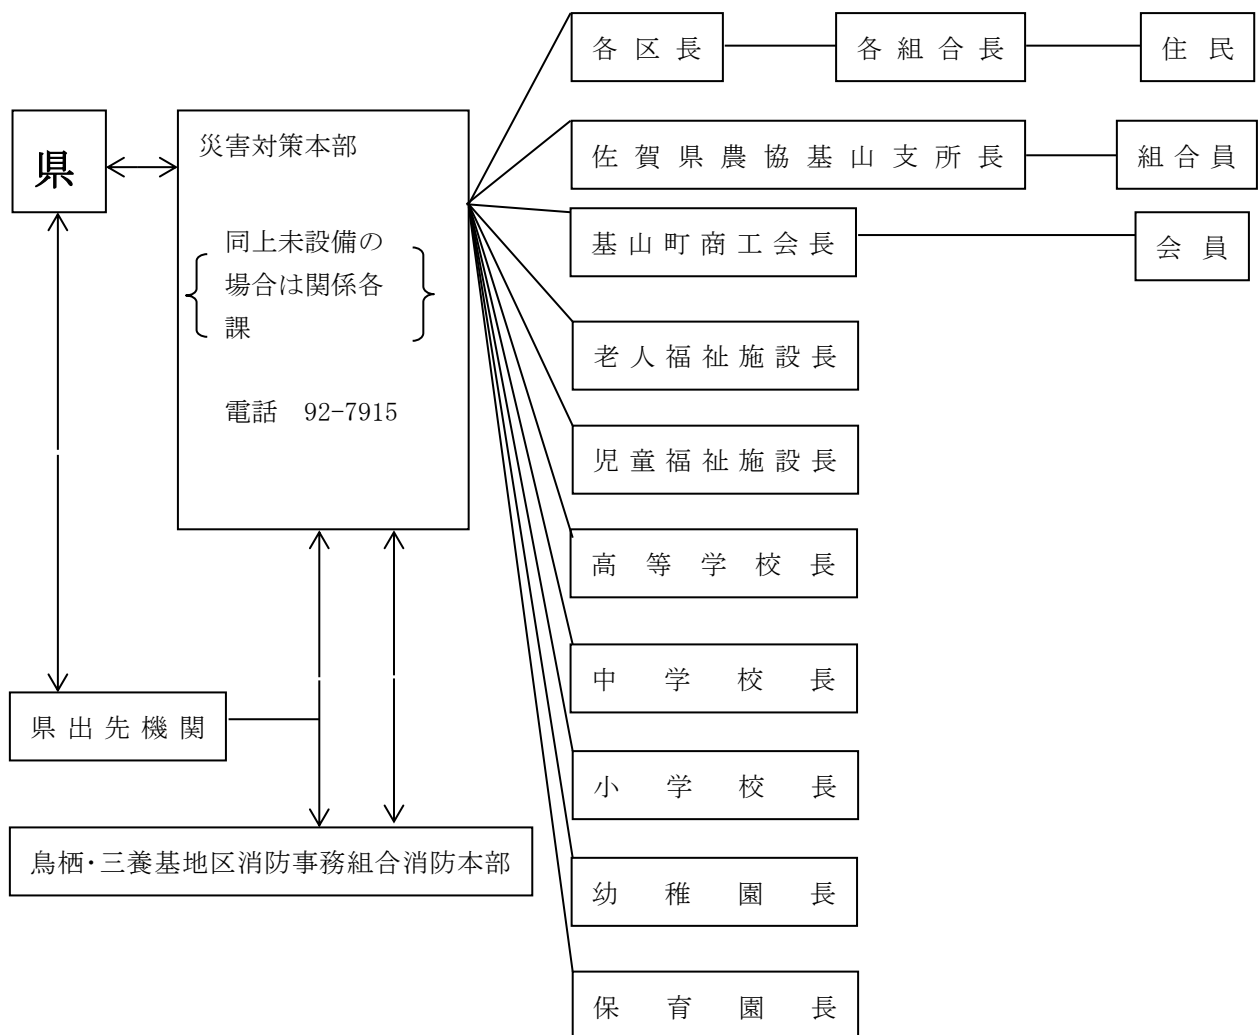 各区長
各組合長
住民
県
災害対策本部
佐賀県農協基山支所長
組合員
同上未設備の
場合は関係各
課
基山町商工会長
会員
老人福祉施設長
電話 92-7915
児童福祉施設長
高等学校長
中学校長
県出先機関
小学校長
鳥栖・三養基地区消防事務組合消防本部
幼稚園長
保育園長